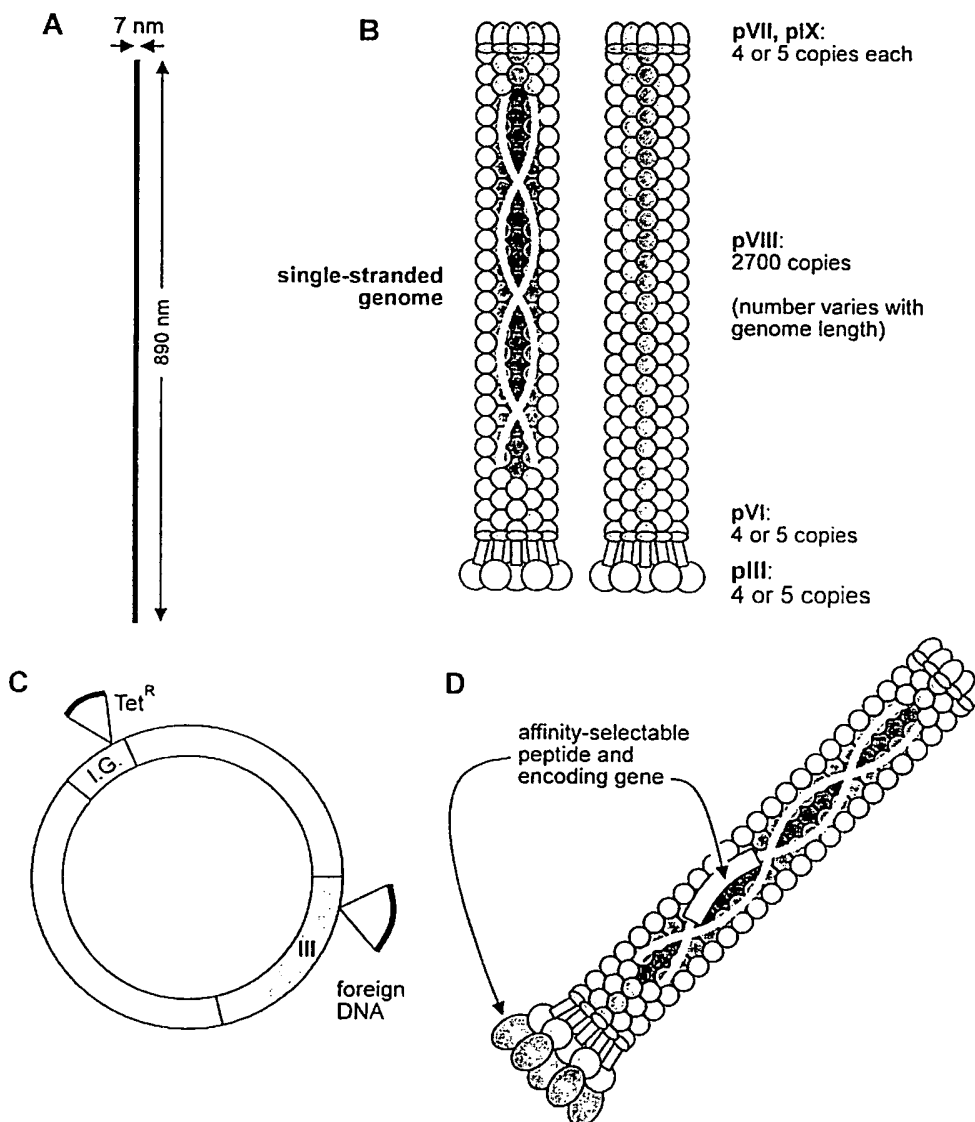 A
7 nm
890 nm
B
single-stranded
genome
pVII, pIX:
4 or 5 copies each
pVIII:
2700 copies
(number varies with
genome length)
pVI:
4 or 5 copies
pIII:
4 or 5 copies
C
Tet^R
I.G.
III
foreign
DNA
D
affinity-selectable
peptide and
encoding gene